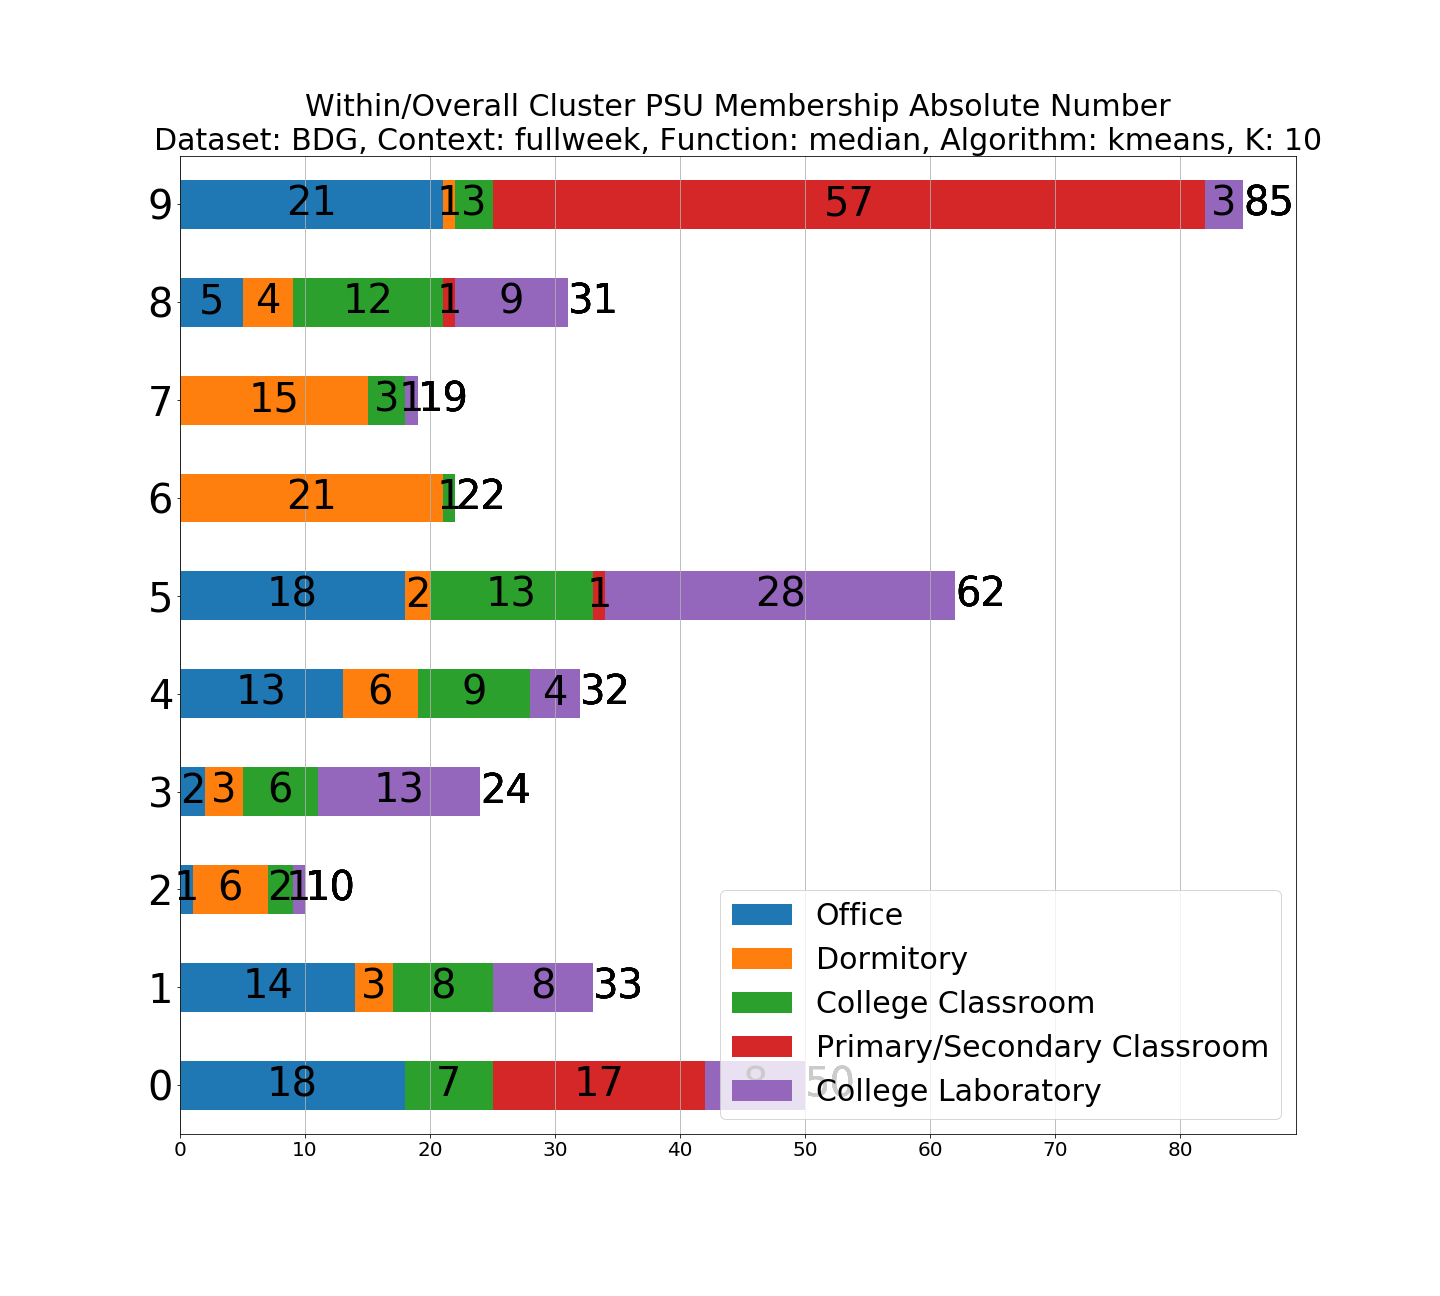 Within/Overall Cluster PSU Membership Absolute Number
Dataset: BDG, Context: fullweek, Function: median, Algorithm: kmeans, K: 10
9 21 1 3 57 3 85
8 5 4 12 1 9 31
7 15 3 1 19
6 21 1 22
5 18 2 13 1 28 62
4 13 6 9 4 32
3 2 3 6 13 24
2 1 6 2 1 10
1 14 3 8 8 33
0 18 7 17 8 50
Office
Dormitory
College Classroom
Primary/Secondary Classroom
College Laboratory
0 10 20 30 40 50 60 70 80